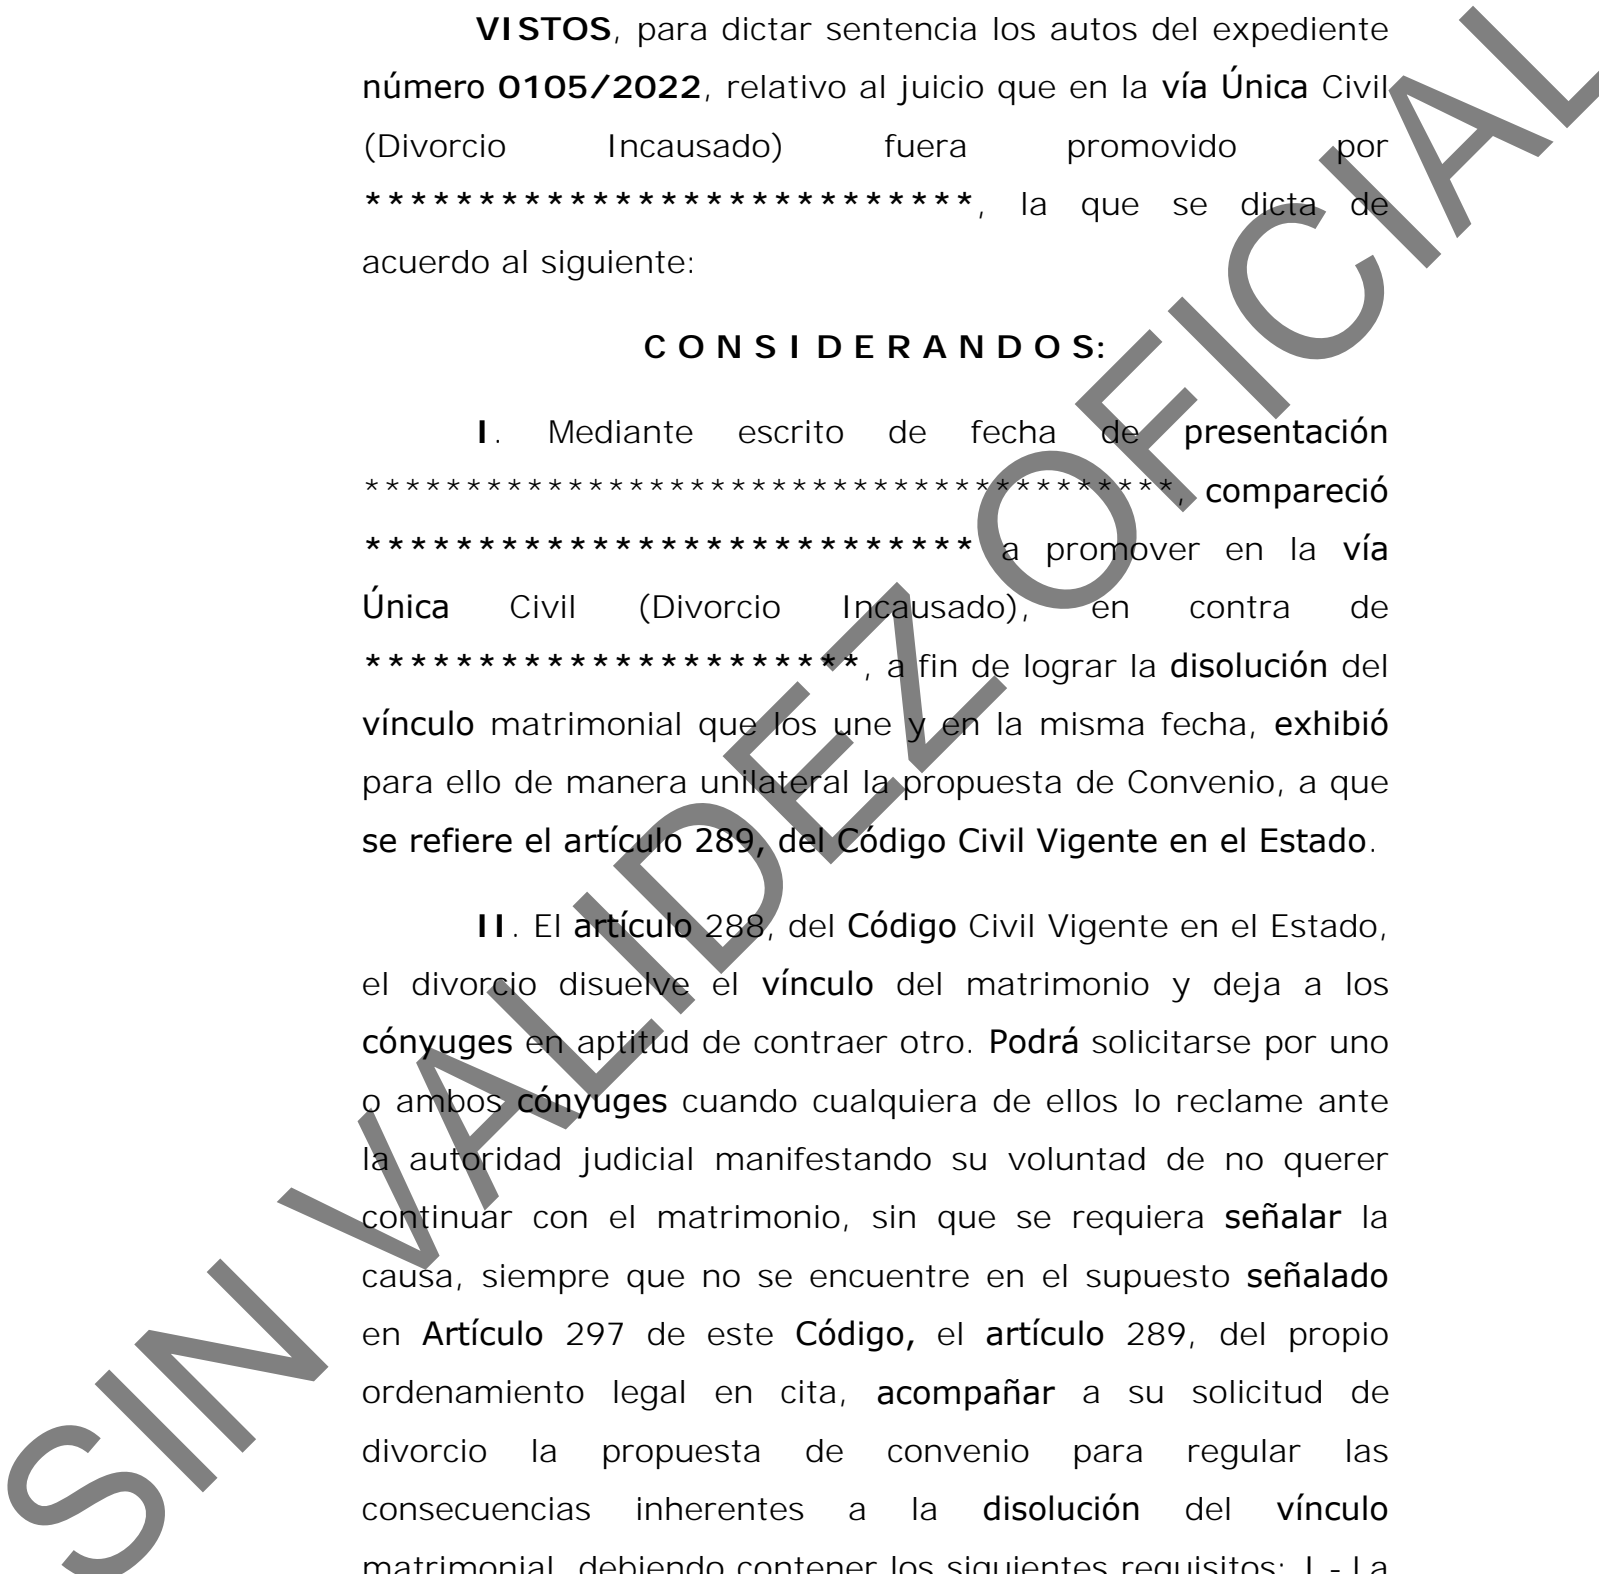 VISTOS, para dictar sentencia los autos del expediente
número 0105/2022, relativo al juicio que en la vía Única Civil
(Divorcio Incausado) fuera promovido por
***************************, la que se dicta de
acuerdo al siguiente:
C O N S I D E R A N D O S:
I. Mediante escrito de fecha de presentación
******************************************, compareció
*************************** a promover en la vía
Única Civil (Divorcio Incausado), en contra de
**********************, a fin de lograr la disolución del
vínculo matrimonial que los une y en la misma fecha, exhibió
para ello de manera unilateral la propuesta de Convenio, a que
se refiere el artículo 289, del Código Civil Vigente en el Estado.
II. El artículo 288, del Código Civil Vigente en el Estado,
el divorcio disuelve el vínculo del matrimonio y deja a los
cónyuges en aptitud de contraer otro. Podrá solicitarse por uno
o ambos cónyuges cuando cualquiera de ellos lo reclame ante
la autoridad judicial manifestando su voluntad de no querer
continuar con el matrimonio, sin que se requiera señalar la
causa, siempre que no se encuentre en el supuesto señalado
en Artículo 297 de este Código, el artículo 289, del propio
ordenamiento legal en cita, acompañar a su solicitud de
divorcio la propuesta de convenio para regular las
consecuencias inherentes a la disolución del vínculo
matrimonial, debiendo contener los siguientes requisitos: I.- La
SIN VALIDEZ OFICIAL